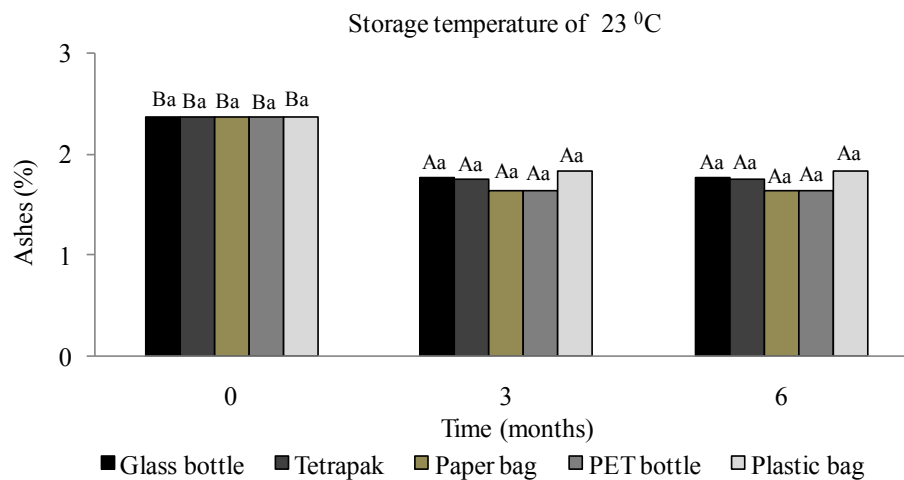 Storage temperature of 23 ⁰C
3
Ba Ba Ba Ba Ba
2
Aa Aa Aa Aa Aa
Aa Aa Aa Aa Aa
Ashes (%)
1
0
0 3 6
Time (months)
Glass bottle Tetrapak Paper bag PET bottle Plastic bag